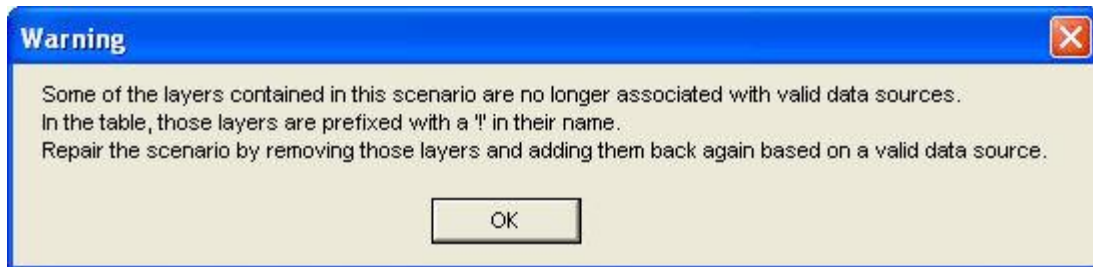 Warning
Some of the layers contained in this scenario are no longer associated with valid data sources.
In the table, those layers are prefixed with a '!' in their name.
Repair the scenario by removing those layers and adding them back again based on a valid data source.
OK